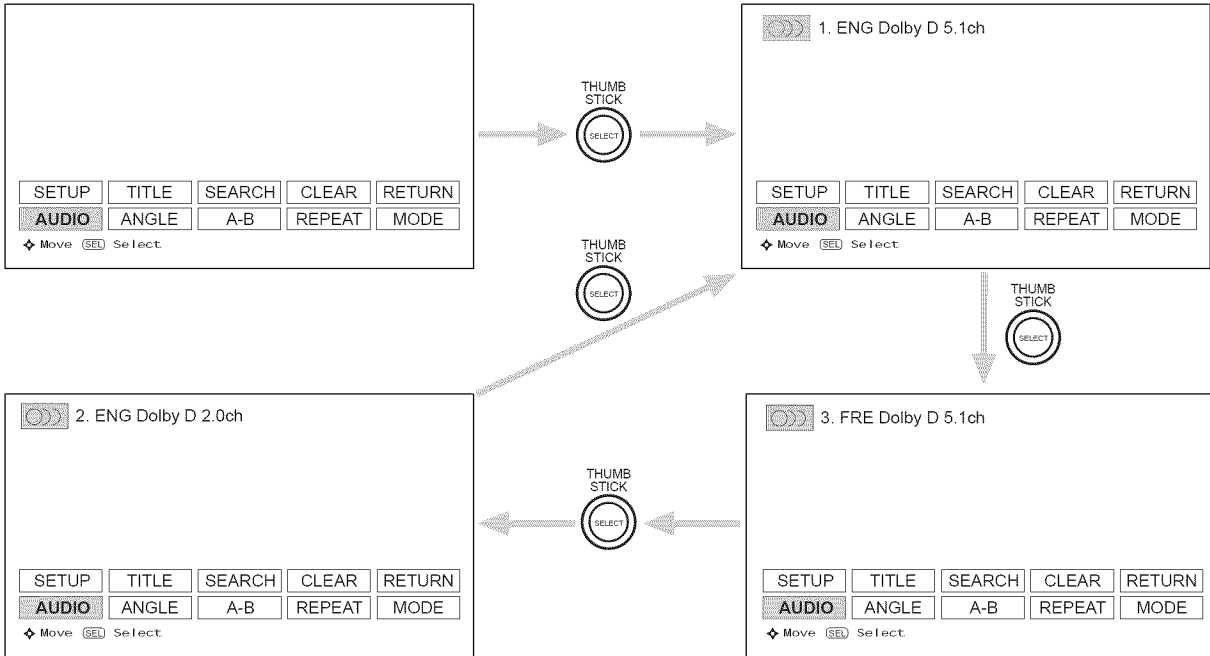 THUMB
STICK
SELECT
1. ENG Dolby D 5.1ch
SETUP TITLE SEARCH CLEAR RETURN
AUDIO ANGLE A-B REPEAT MODE
Move SEL Select
SETUP TITLE SEARCH CLEAR RETURN
AUDIO ANGLE A-B REPEAT MODE
Move SEL Select
THUMB
STICK
SELECT
THUMB
STICK
SELECT
2. ENG Dolby D 2.0ch
3. FRE Dolby D 5.1ch
THUMB
STICK
SELECT
SETUP TITLE SEARCH CLEAR RETURN
AUDIO ANGLE A-B REPEAT MODE
Move SEL Select
SETUP TITLE SEARCH CLEAR RETURN
AUDIO ANGLE A-B REPEAT MODE
Move SEL Select